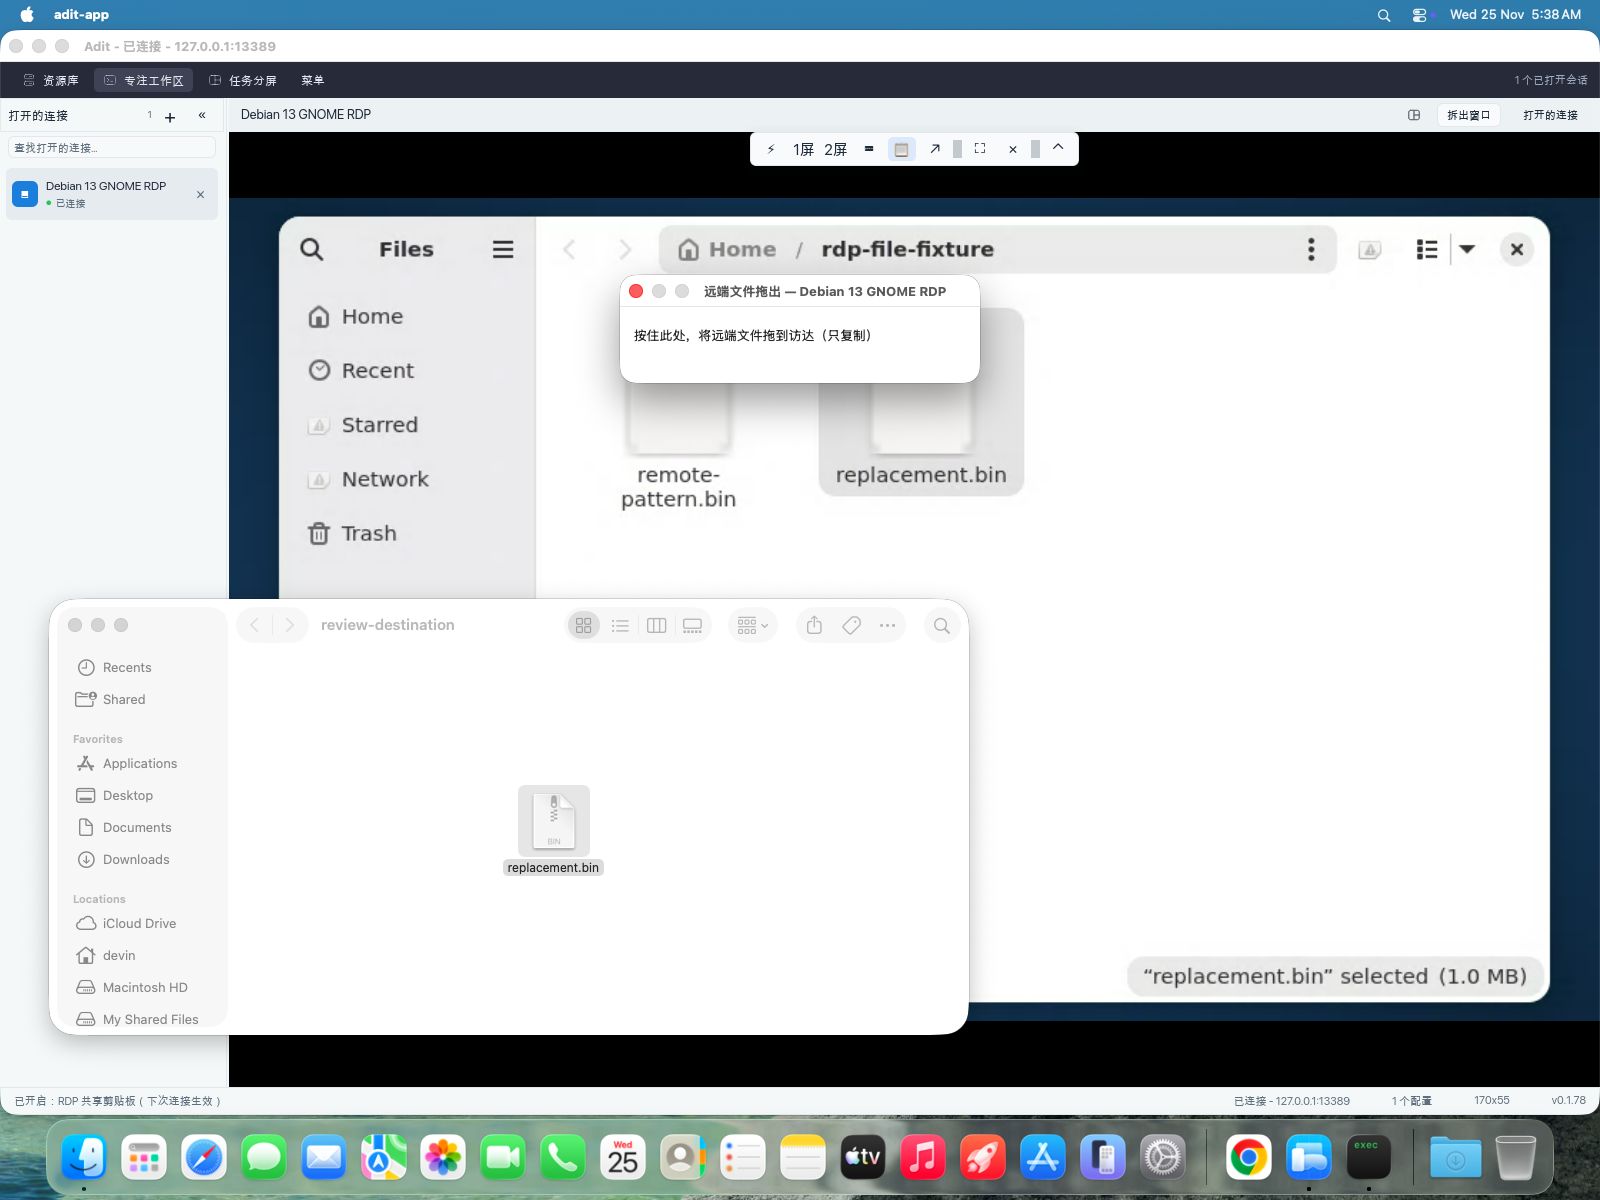 adit-app
Wed 25 Nov 5:38 AM
Adit - 已连接 - 127.0.0.1:13389
资源库
专注工作区
任务分屏
菜单
1 个已打开会话
打开的连接
1
Debian 13 GNOME RDP
拆出窗口
打开的连接
查找打开的连接...
1屏
2屏
Debian 13 GNOME RDP
已连接
Files
Home / rdp-file-fixture
远端文件拖出 — Debian 13 GNOME RDP
按住此处，将远端文件拖到访达（只复制）
Home
Recent
Starred
Network
Trash
remote-
pattern.bin
replacement.bin
review-destination
Recents
Shared
Favorites
Applications
Desktop
Documents
Downloads
Locations
iCloud Drive
devin
Macintosh HD
My Shared Files
BIN
replacement.bin
“replacement.bin” selected (1.0 MB)
已开启：RDP 共享剪贴板（下次连接生效）
已连接 - 127.0.0.1:13389
1 个配置
170x55
v0.1.78
Wed
25
tv
exec